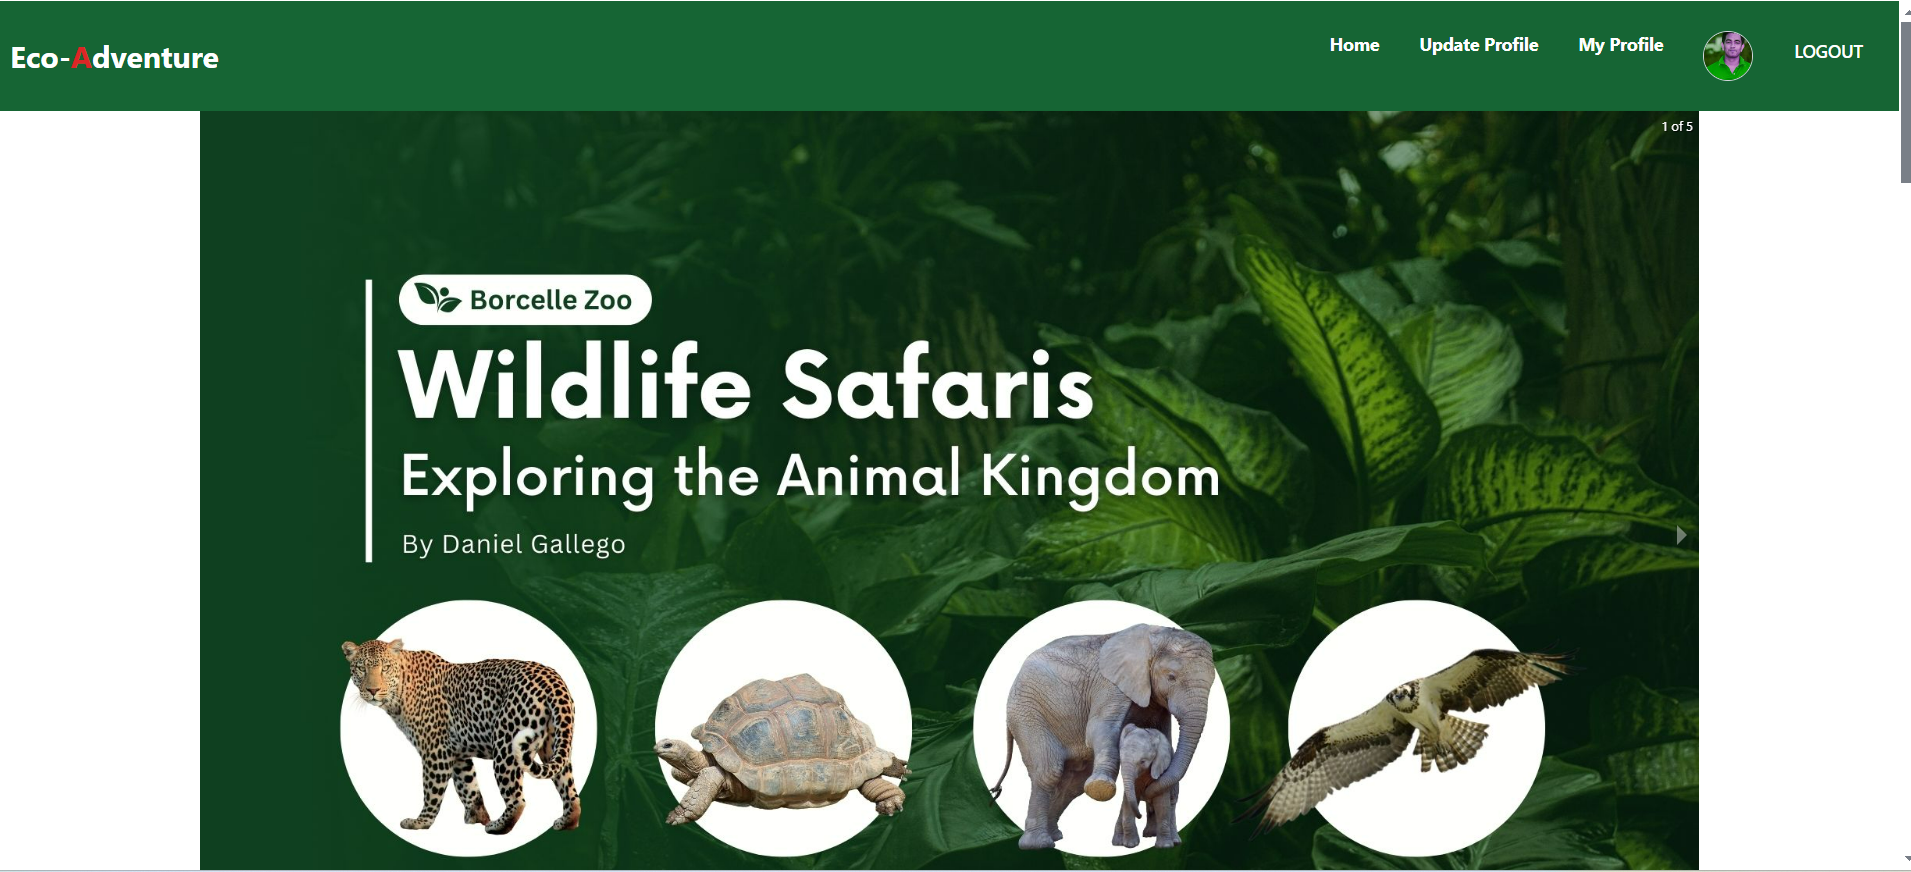 Eco-Adventure
Home
Update Profile
My Profile
LOGOUT
1 of 5
Borcelle Zoo
Wildlife Safaris
Exploring the Animal Kingdom
By Daniel Gallego